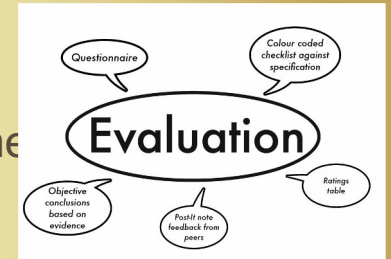 Questionnaire
Colour coded
checklist against
specification
Evaluation
Objective
conclusions
based on
evidence
Post-It note
feedback from
peers
Ratings
table